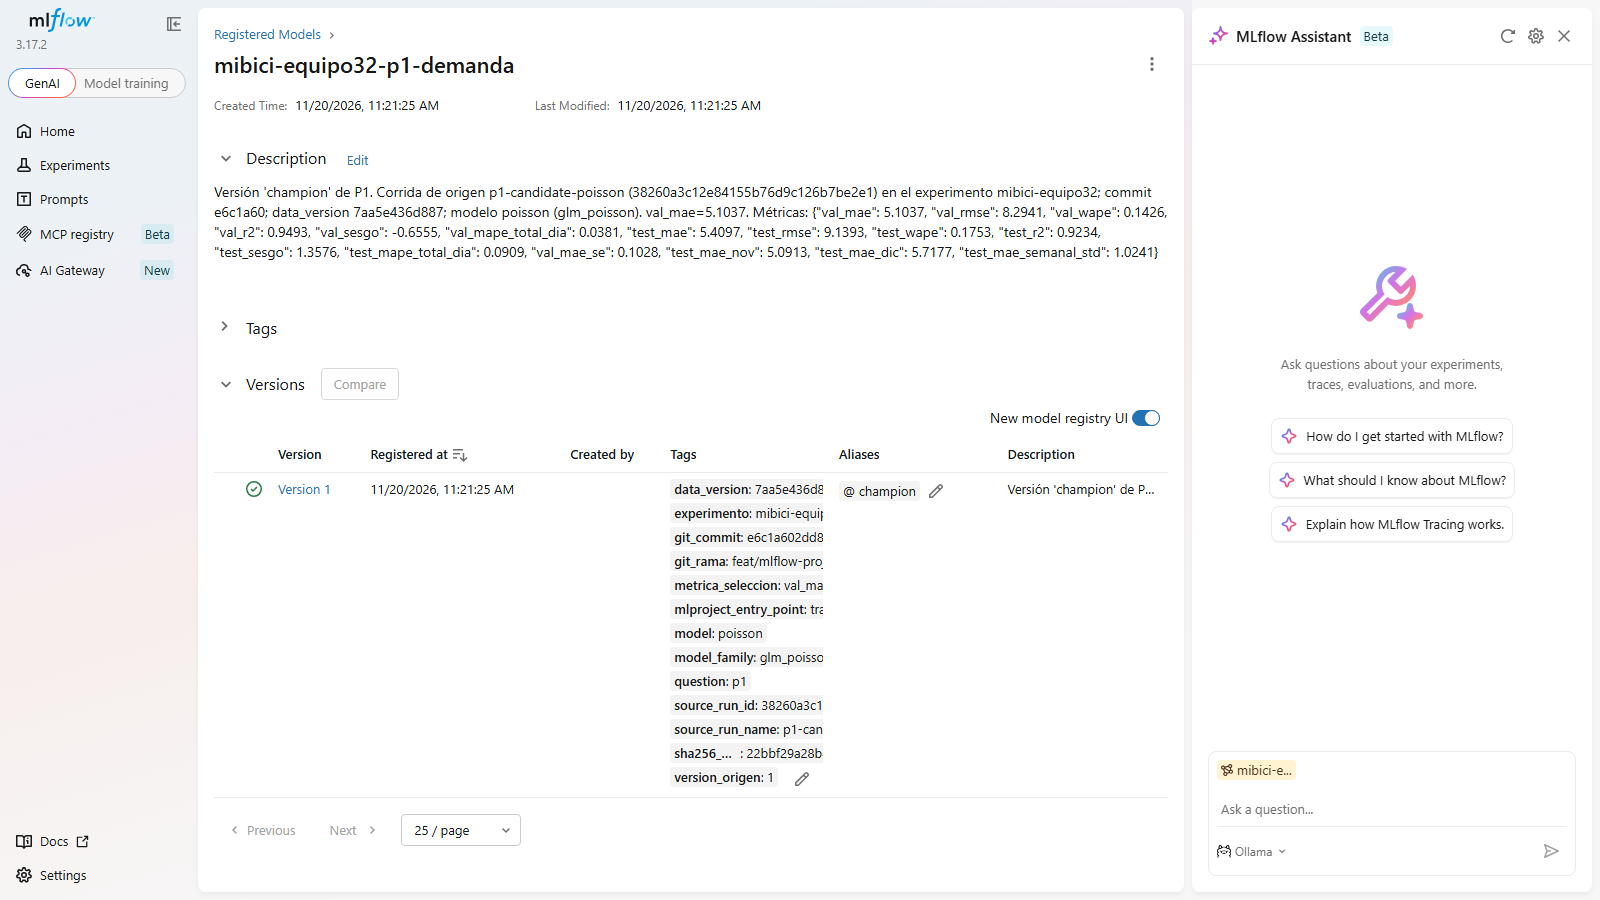 mlflow
3.17.2
GenAI
Model training
Home
Experiments
Prompts
MCP registry
Beta
AI Gateway
New
Docs
Settings
Registered Models
mibici-equipo32-p1-demanda
Created Time: 11/20/2026, 11:21:25 AM
Last Modified: 11/20/2026, 11:21:25 AM
Description
Edit
Versión 'champion' de P1. Corrida de origen p1-candidate-poisson (38260a3c12e84155b76d9c126b7be2e1) en el experimento mibici-equipo32; commit
e6c1a60; data_version 7aa5e436d887; modelo poisson (glm_poisson). val_mae=5.1037. Métricas: {"val_mae": 5.1037, "val_rmse": 8.2941, "val_wape": 0.1426,
"val_r2": 0.9493, "val_sesgo": -0.6555, "val_mape_total_dia": 0.0381, "test_mae": 5.4097, "test_rmse": 9.1393, "test_wape": 0.1753, "test_r2": 0.9234,
"test_sesgo": 1.3576, "test_mape_total_dia": 0.0909, "val_mae_se": 0.1028, "test_mae_nov": 5.0913, "test_mae_dic": 5.7177, "test_mae_semanal_std": 1.0241}
Tags
Versions
Compare
New model registry UI
Version
Registered at
Created by
Tags
Aliases
Description
Version 1
11/20/2026, 11:21:25 AM
data_version: 7aa5e436d8
experimento: mibici-equip
git_commit: e6c1a602dd8
git_rama: feat/mlflow-proj
metrica_seleccion: val_ma
mlproject_entry_point: tra
model: poisson
model_family: glm_poisso
question: p1
source_run_id: 38260a3c1
source_run_name: p1-can
sha256_... : 22bbf29a28b
version_origen: 1
@ champion
Versión 'champion' de P...
Previous
Next
25 / page
MLflow Assistant
Beta
Ask questions about your experiments,
traces, evaluations, and more.
How do I get started with MLflow?
What should I know about MLflow?
Explain how MLflow Tracing works.
mibici-e...
Ask a question...
Ollama